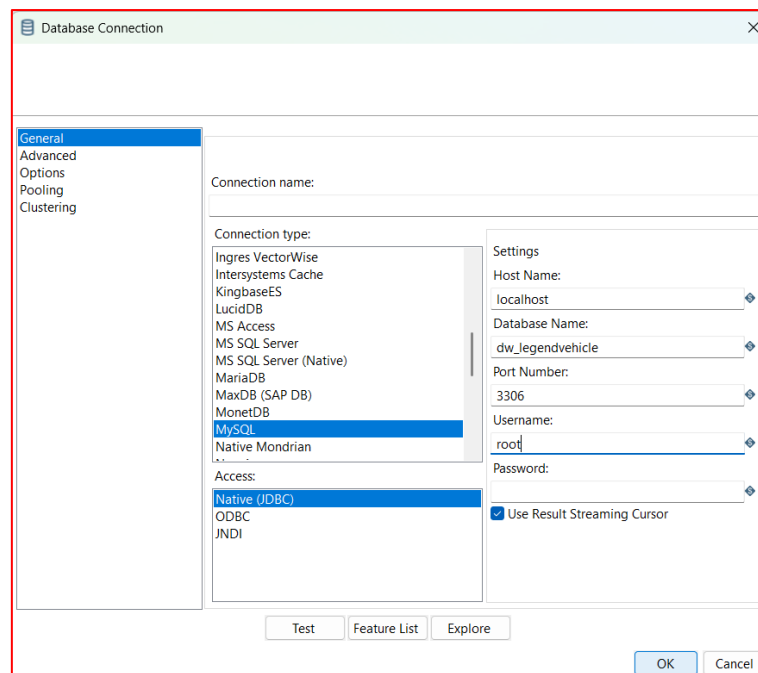 Database Connection
General
Advanced
Options
Pooling
Clustering
Connection name:
Connection type:
Ingres VectorWise
Intersystems Cache
KingbaseES
LucidDB
MS Access
MS SQL Server
MS SQL Server (Native)
MariaDB
MaxDB (SAP DB)
MonetDB
MySQL
Native Mondrian
Access:
Native (JDBC)
ODBC
JNDI
Settings
Host Name:
localhost
Database Name:
dw_legendvehicle
Port Number:
3306
Username:
root
Password:
Use Result Streaming Cursor
Test
Feature List
Explore
OK
Cancel